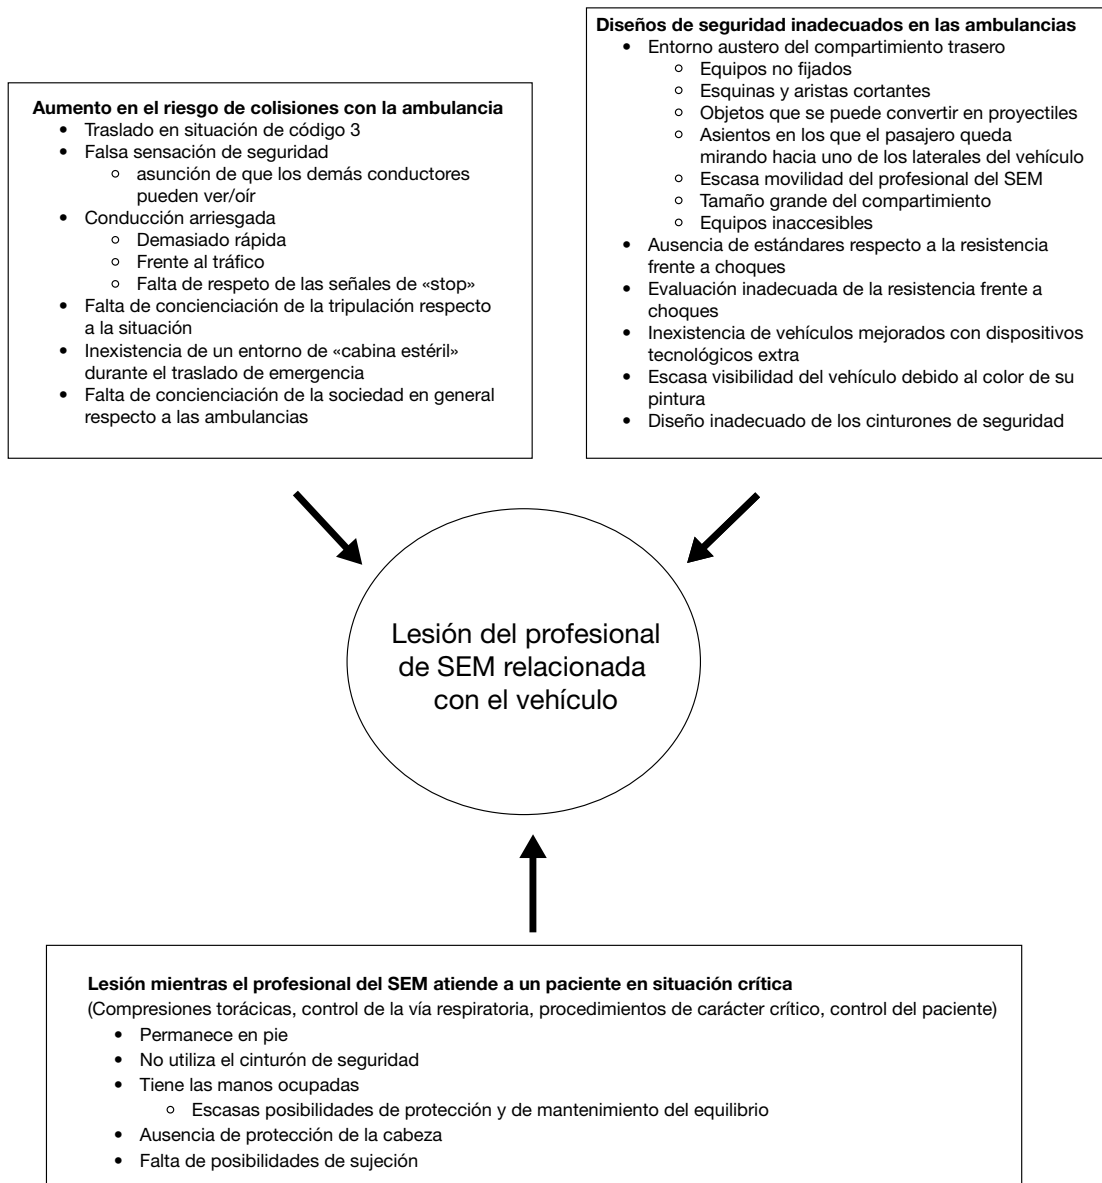 Aumento en el riesgo de colisiones con la ambulancia
• Traslado en situación de código 3
• Falsa sensación de seguridad
○ asunción de que los demás conductores
pueden ver/oír
• Conducción arriesgada
○ Demasiado rápida
○ Frente al tráfico
○ Falta de respeto de las señales de «stop»
• Falta de concienciación de la tripulación respecto
a la situación
• Inexistencia de un entorno de «cabina estéril»
durante el traslado de emergencia
• Falta de concienciación de la sociedad en general
respecto a las ambulancias
Diseños de seguridad inadecuados en las ambulancias
• Entorno austero del compartimiento trasero
○ Equipos no fijados
○ Esquinas y aristas cortantes
○ Objetos que se puede convertir en proyectiles
○ Asientos en los que el pasajero queda
mirando hacia uno de los laterales del vehículo
○ Escasa movilidad del profesional del SEM
○ Tamaño grande del compartimiento
○ Equipos inaccesibles
• Ausencia de estándares respecto a la resistencia
frente a choques
• Evaluación inadecuada de la resistencia frente a
choques
• Inexistencia de vehículos mejorados con dispositivos
tecnológicos extra
• Escasa visibilidad del vehículo debido al color de su
pintura
• Diseño inadecuado de los cinturones de seguridad
Lesión del profesional
de SEM relacionada
con el vehículo
Lesión mientras el profesional del SEM atiende a un paciente en situación crítica
(Compresiones torácicas, control de la vía respiratoria, procedimientos de carácter crítico, control del paciente)
• Permanece en pie
• No utiliza el cinturón de seguridad
• Tiene las manos ocupadas
○ Escasas posibilidades de protección y de mantenimiento del equilibrio
• Ausencia de protección de la cabeza
• Falta de posibilidades de sujeción